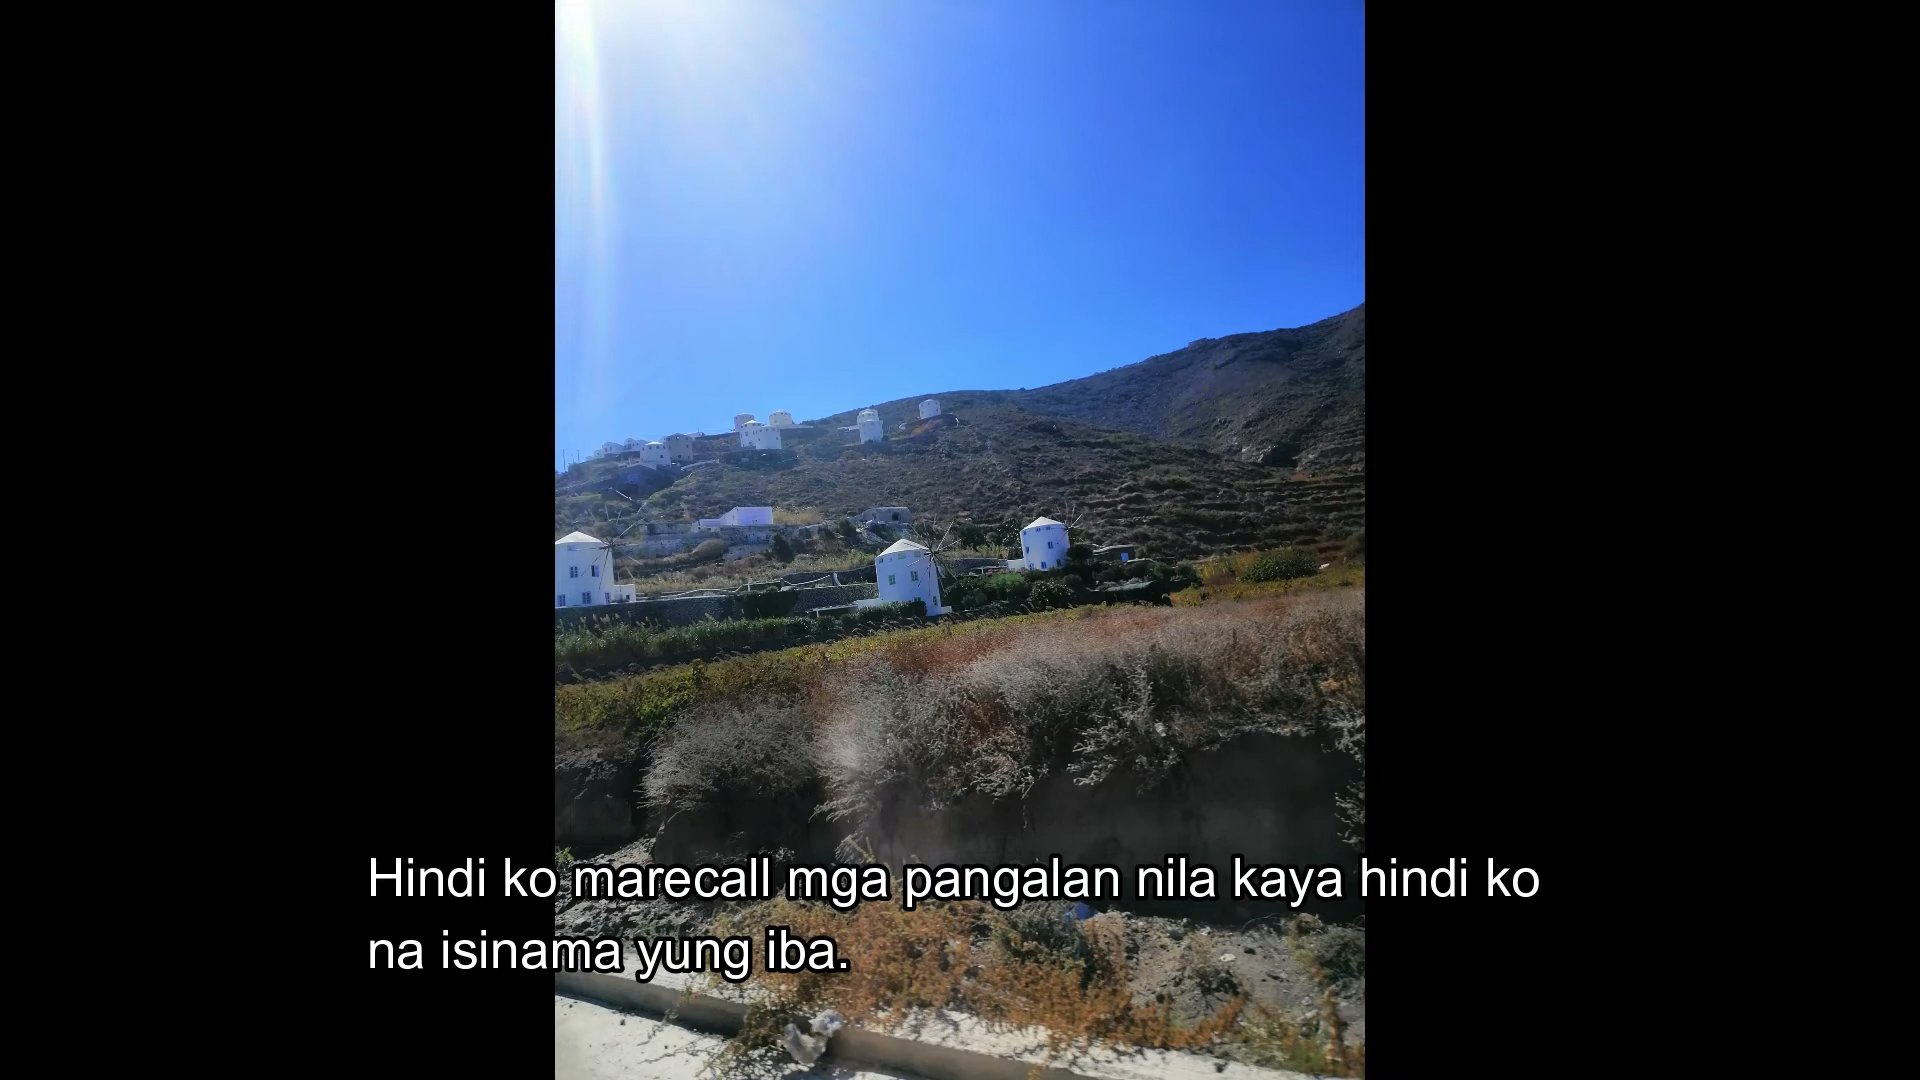 Hindi ko marecall mga pangalan nila kaya hindi ko
na isinama yung iba.